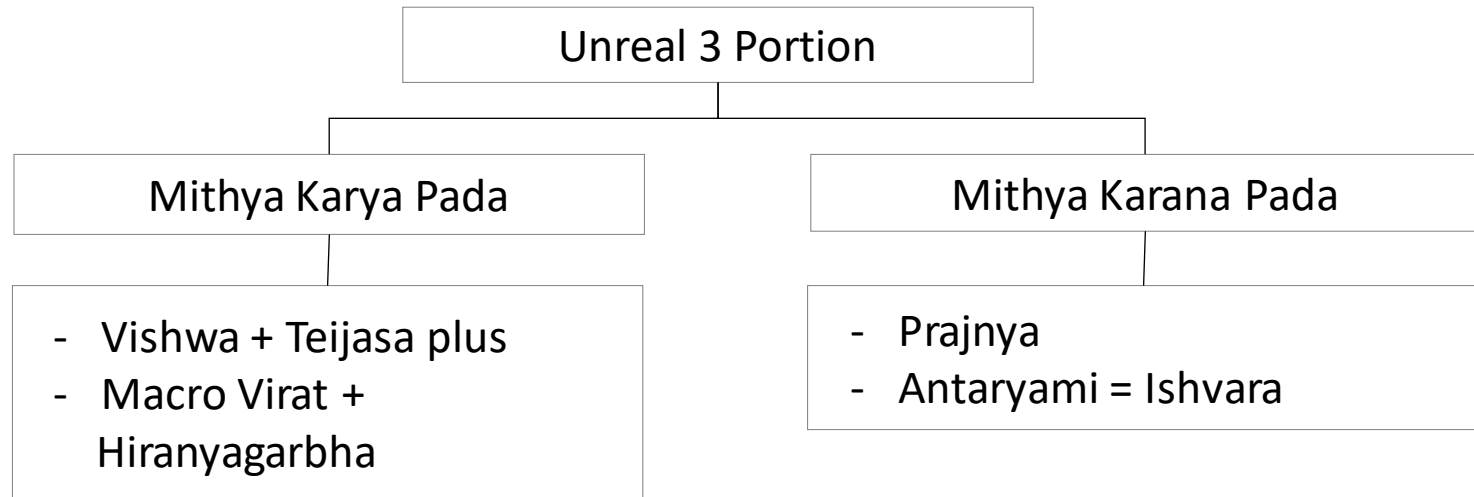 Unreal 3 Portion
Mithya Karya Pada
Mithya Karana Pada
- Vishwa + Teijasa plus
- Macro Virat +
Hiranyagarbha
- Prajnya
- Antaryami = Ishvara